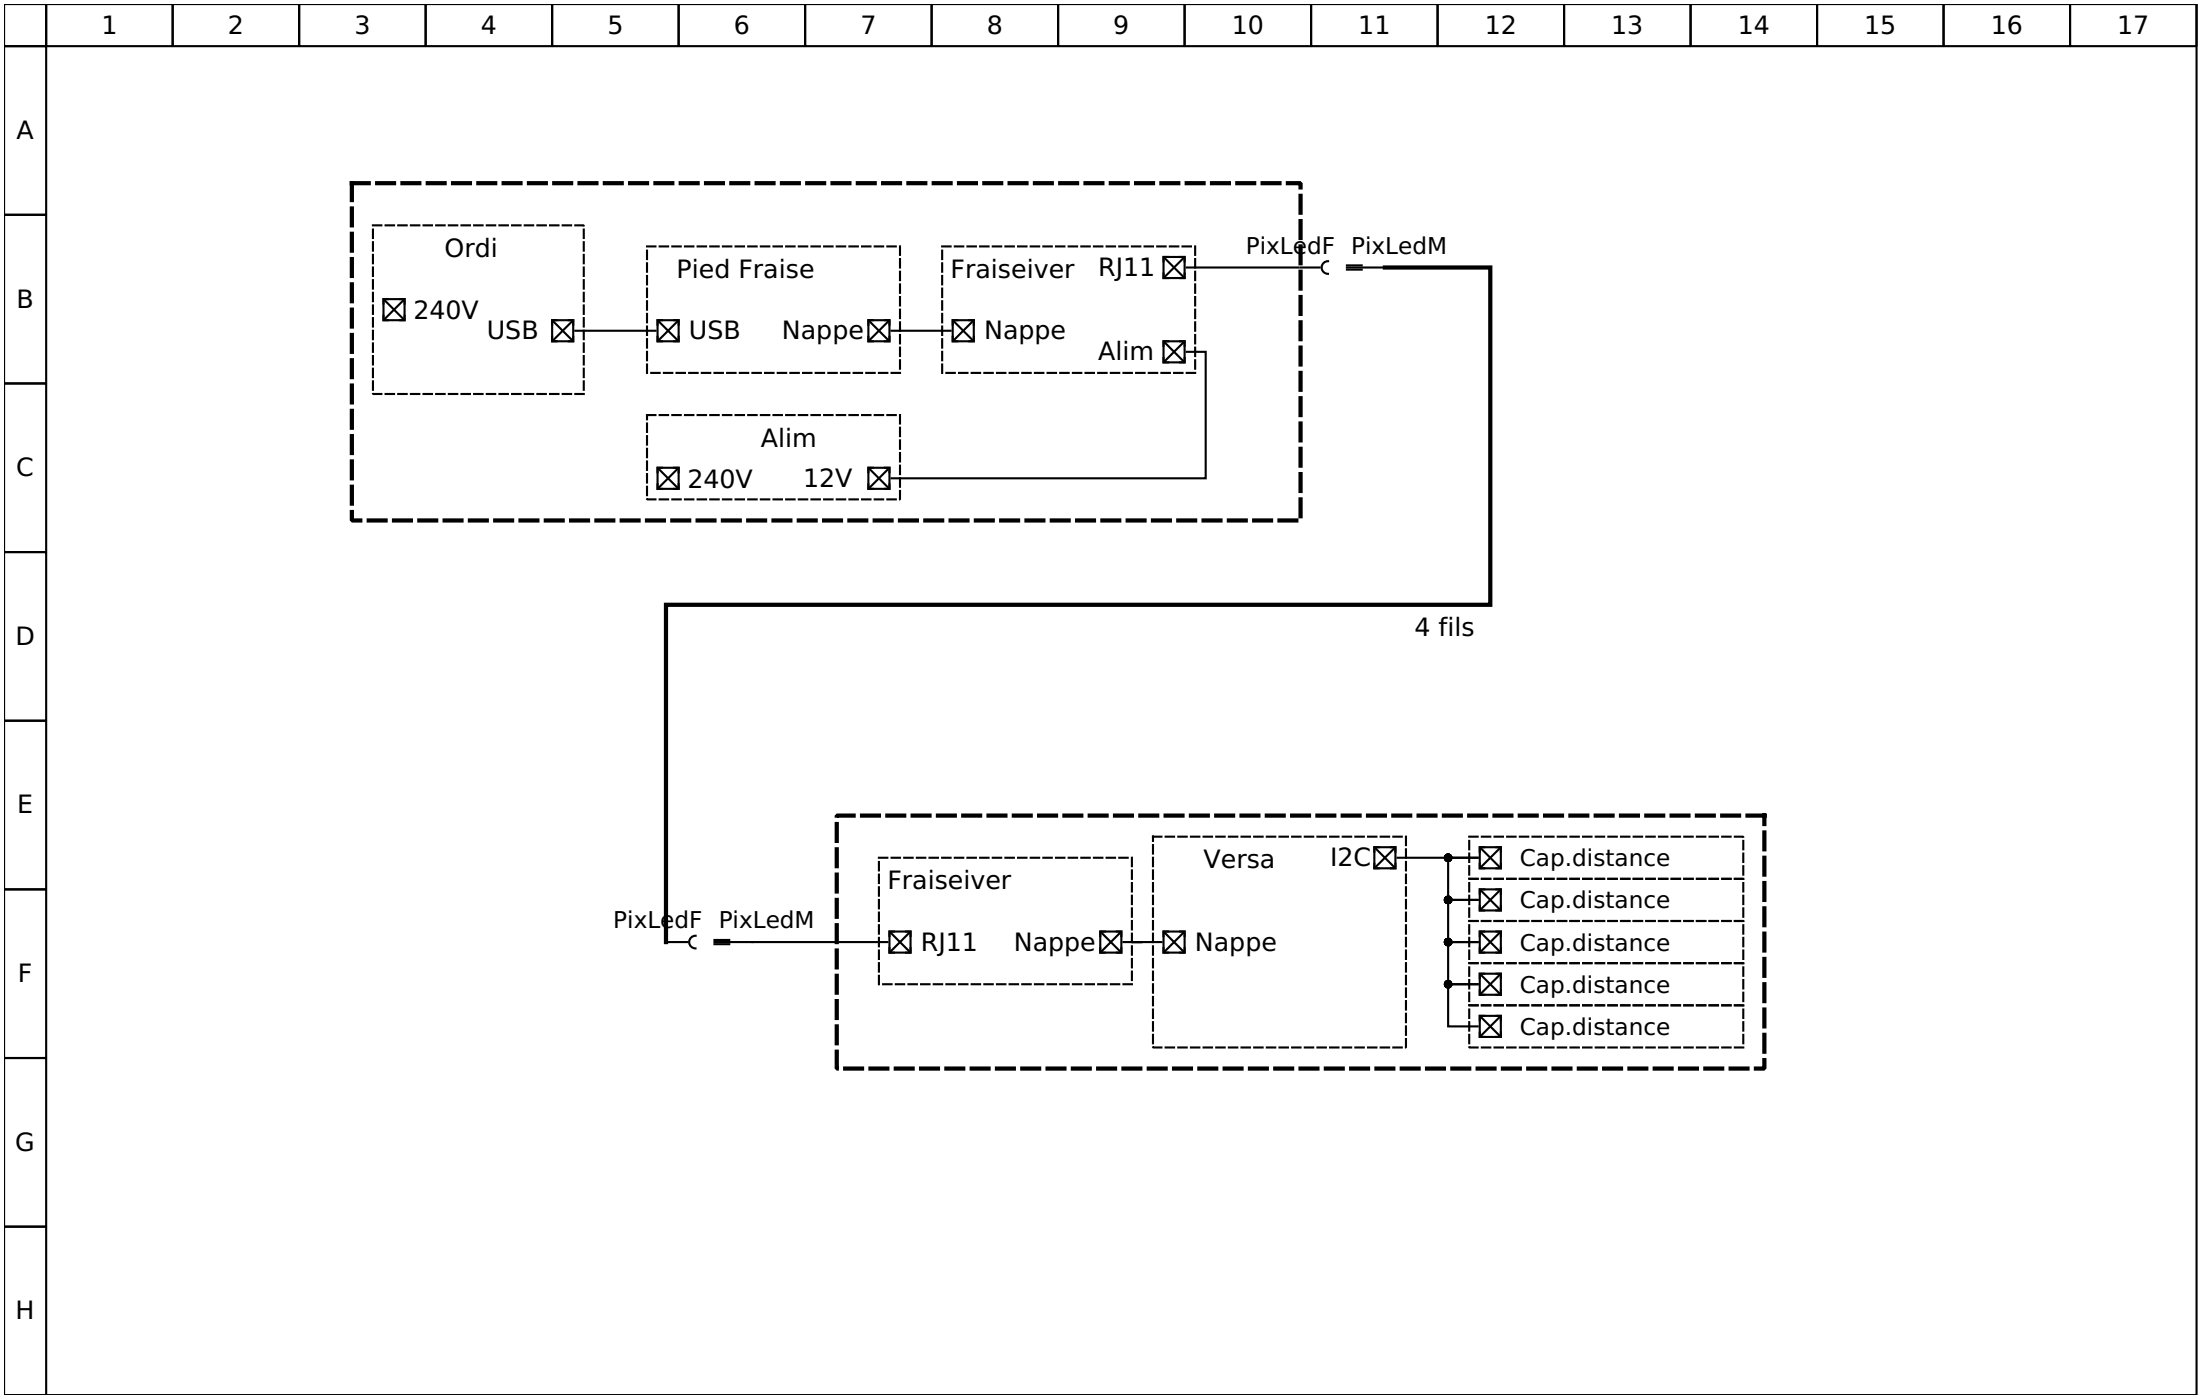 1 2 3 4 5 6 7 8 9 10 11 12 13 14 15 16 17
A
B
C
D
E
F
G
H
Ordi
240V
USB
Pied Fraise
USB Nappe
Fraiseiver RJ11
Nappe
Alim
PixLedF PixLedM
Alim
240V 12V
4 fils
PixLedF PixLedM
Fraiseiver
RJ11 Nappe
Versa I2C
Nappe
Cap.distance
Cap.distance
Cap.distance
Cap.distance
Cap.distance